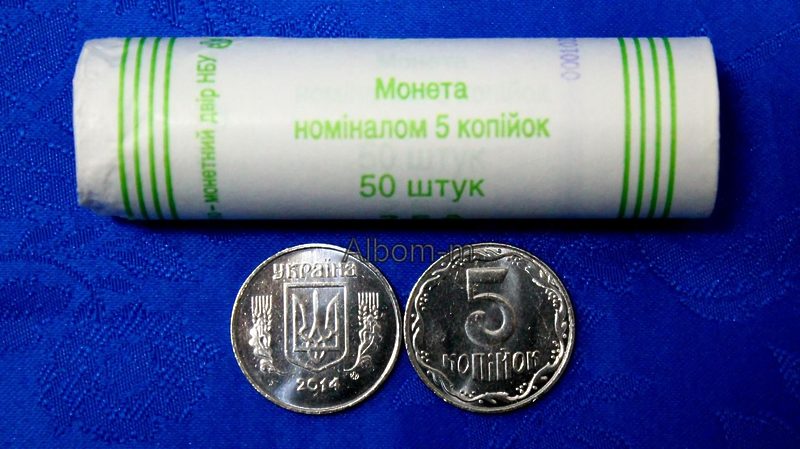 Монета
номіналом 5 копійок
50 штук
монетний двір НБУ
Albom-m
УКРАЇНА
2014
5
КОПІЙОК